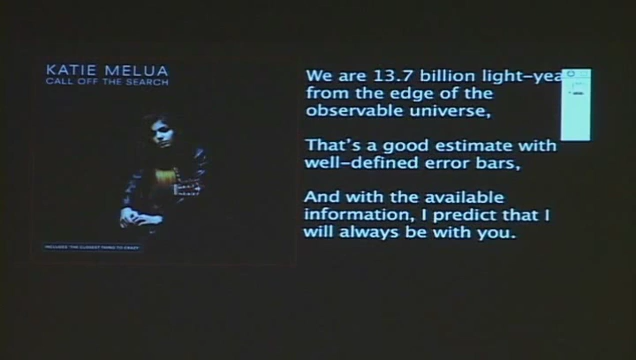 KATIE MELUA
CALL OFF THE SEARCH
INCLUDES 'THE CLOSEST THING TO CRAZY'
We are 13.7 billion light-yea
from the edge of the
observable universe,
That's a good estimate with
well-defined error bars,
And with the available
information, I predict that I
will always be with you.